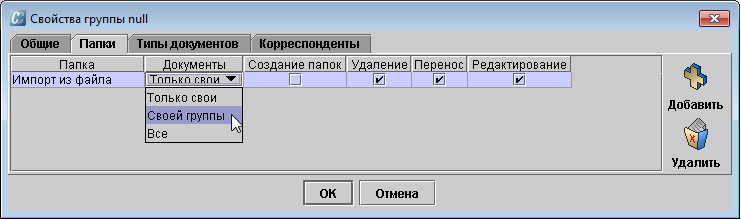 Свойства группы null
Общие Папки Типы документов Корреспонденты
Папка Документы Создание папок Удаление Перенос Редактирование
Импорт из файла Только свои
Только свои
Своей группы
Все
Добавить
Удалить
OK Отмена